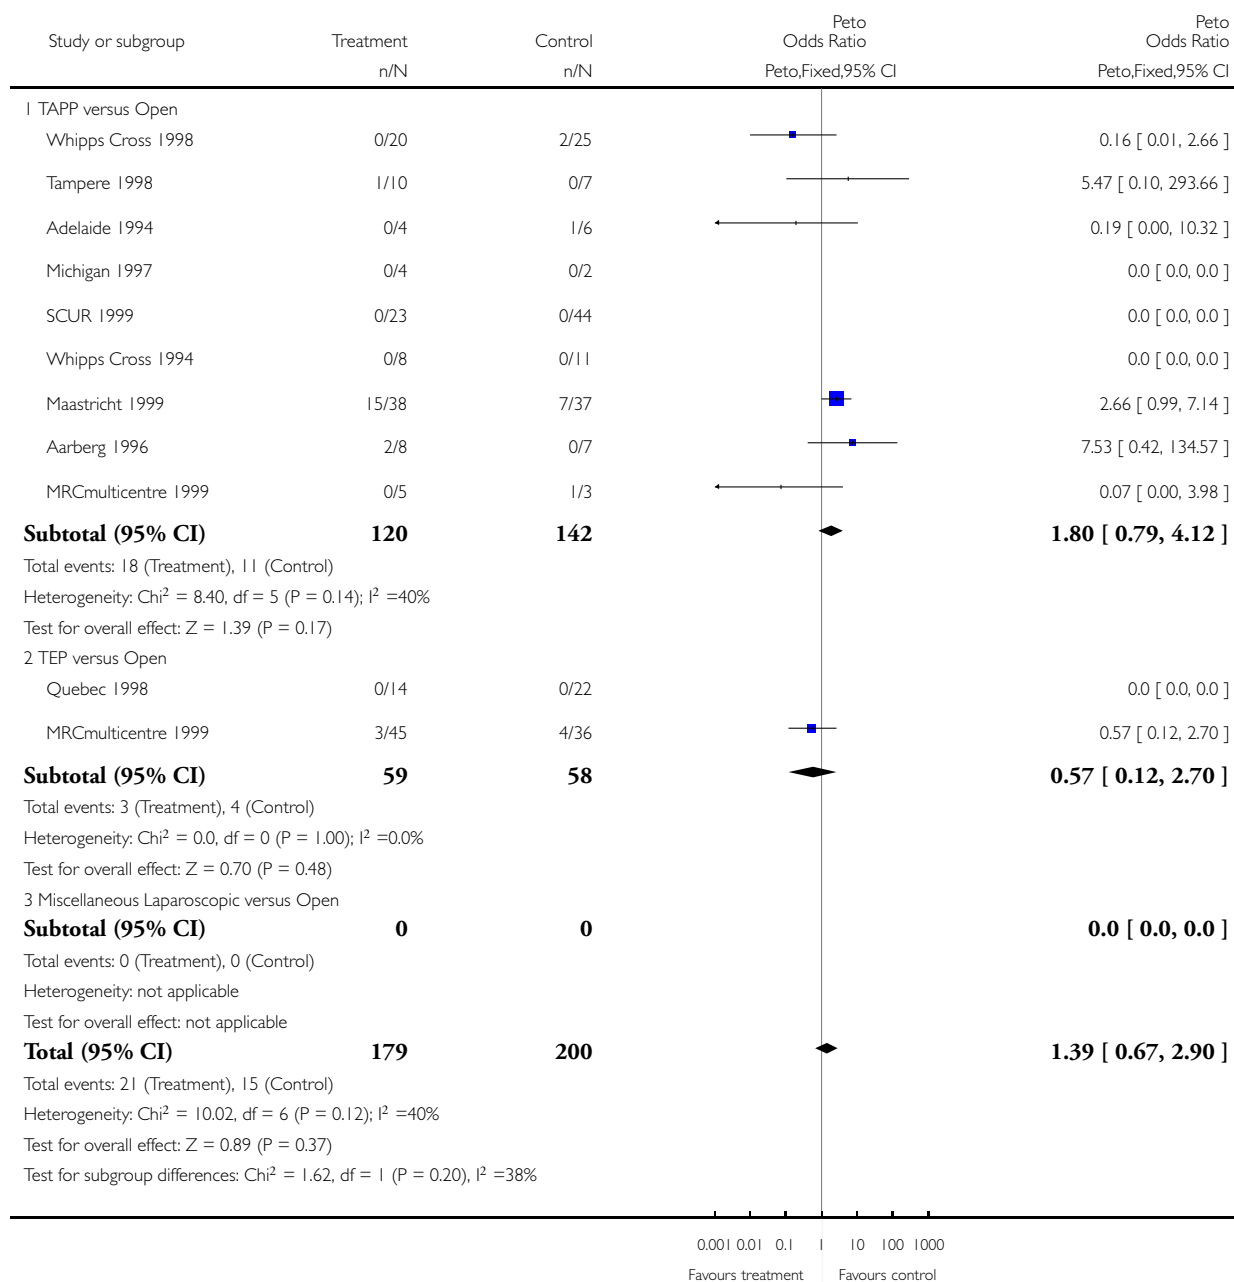 Peto Peto
Study or subgroup Treatment Control Odds Ratio Odds Ratio
n/N n/N Peto,Fixed,95% CI Peto,Fixed,95% CI
1 TAPP versus Open
Whipps Cross 1998 0/20 2/25 0.16 [ 0.01, 2.66 ]
Tampere 1998 1/10 0/7 5.47 [ 0.10, 293.66 ]
Adelaide 1994 0/4 1/6 0.19 [ 0.00, 10.32 ]
Michigan 1997 0/4 0/2 0.0 [ 0.0, 0.0 ]
SCUR 1999 0/23 0/44 0.0 [ 0.0, 0.0 ]
Whipps Cross 1994 0/8 0/11 0.0 [ 0.0, 0.0 ]
Maastricht 1999 15/38 7/37 2.66 [ 0.99, 7.14 ]
Aarberg 1996 2/8 0/7 7.53 [ 0.42, 134.57 ]
MRCmulticentre 1999 0/5 1/3 0.07 [ 0.00, 3.98 ]
Subtotal (95% CI) 120 142 1.80 [ 0.79, 4.12 ]
Total events: 18 (Treatment), 11 (Control)
Heterogeneity: Chi² = 8.40, df = 5 (P = 0.14); I² =40%
Test for overall effect: Z = 1.39 (P = 0.17)
2 TEP versus Open
Quebec 1998 0/14 0/22 0.0 [ 0.0, 0.0 ]
MRCmulticentre 1999 3/45 4/36 0.57 [ 0.12, 2.70 ]
Subtotal (95% CI) 59 58 0.57 [ 0.12, 2.70 ]
Total events: 3 (Treatment), 4 (Control)
Heterogeneity: Chi² = 0.0, df = 0 (P = 1.00); I² =0.0%
Test for overall effect: Z = 0.70 (P = 0.48)
3 Miscellaneous Laparoscopic versus Open
Subtotal (95% CI) 0 0 0.0 [ 0.0, 0.0 ]
Total events: 0 (Treatment), 0 (Control)
Heterogeneity: not applicable
Test for overall effect: not applicable
Total (95% CI) 179 200 1.39 [ 0.67, 2.90 ]
Total events: 21 (Treatment), 15 (Control)
Heterogeneity: Chi² = 10.02, df = 6 (P = 0.12); I² =40%
Test for overall effect: Z = 0.89 (P = 0.37)
Test for subgroup differences: Chi² = 1.62, df = 1 (P = 0.20), I² =38%
0.001 0.01 0.1 1 10 100 1000
Favours treatment Favours control